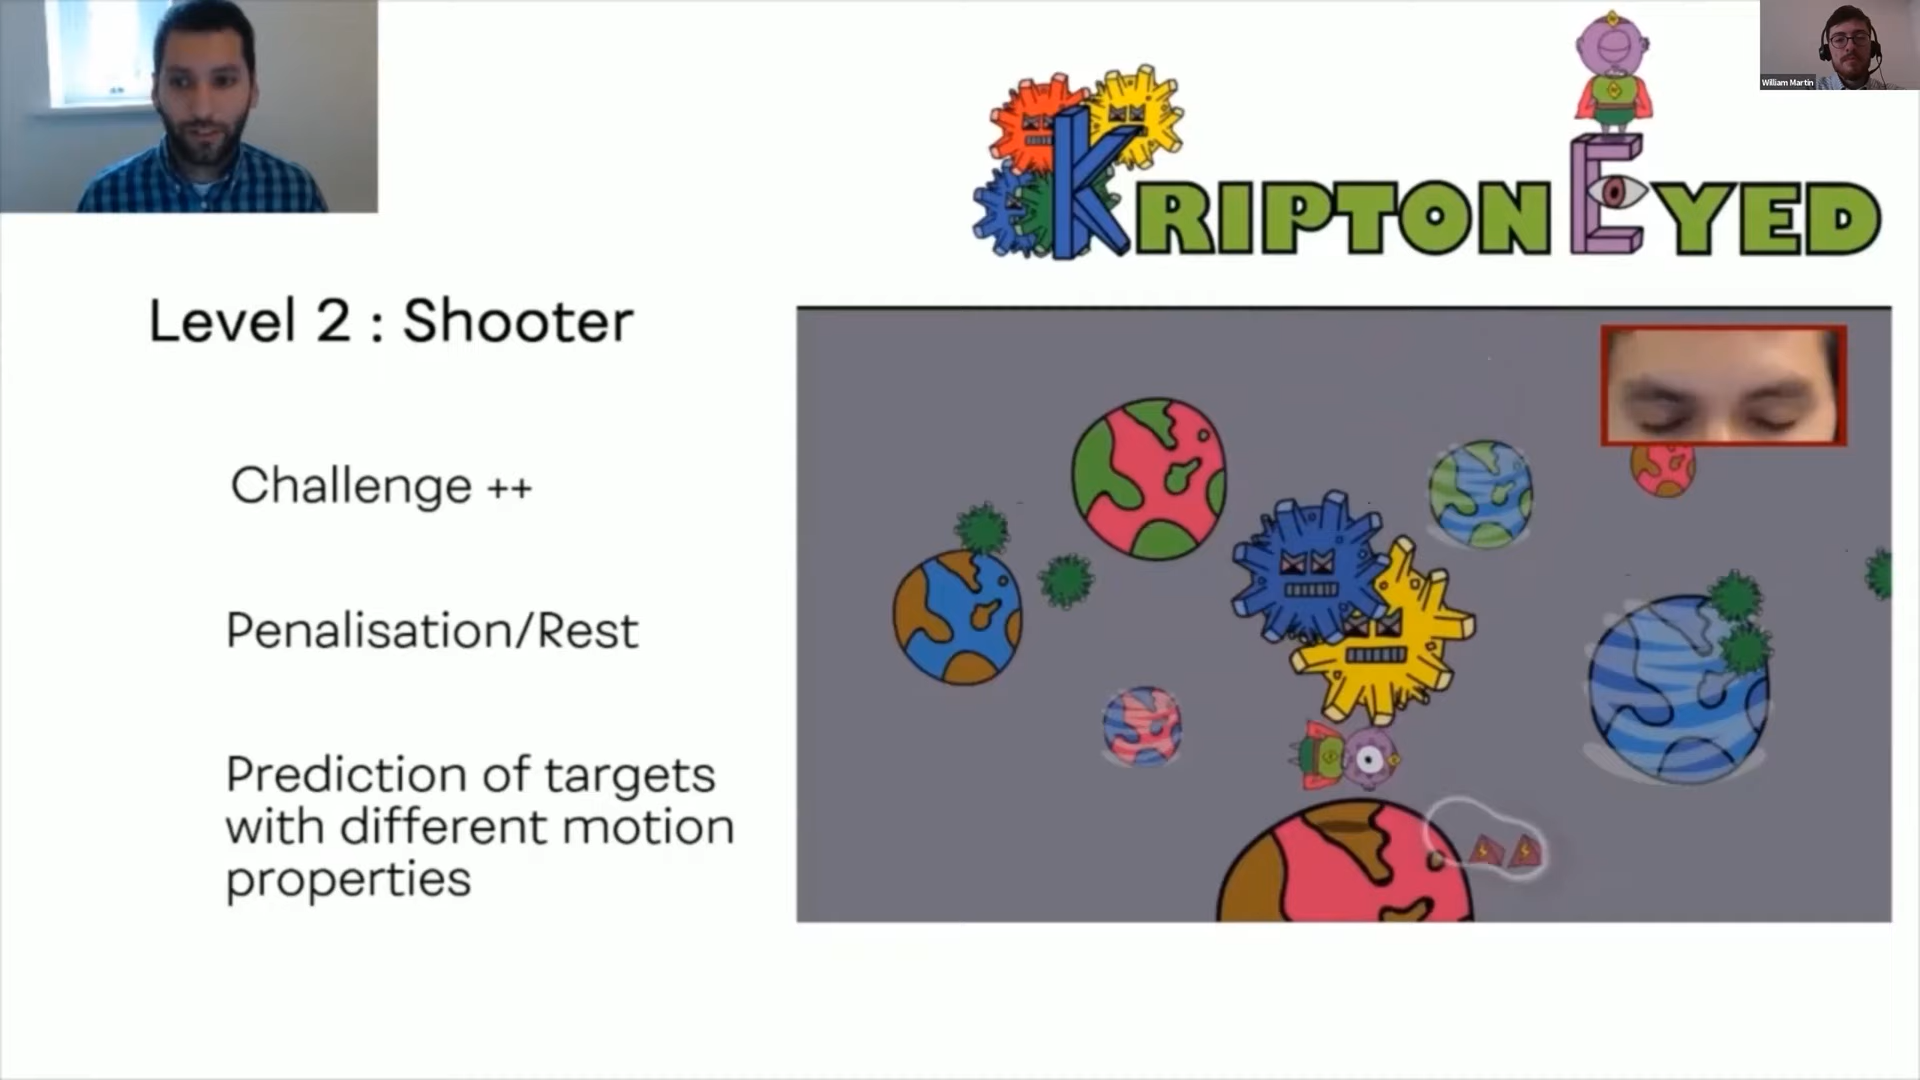 William Martin
KRIPTON EYED
Level 2 : Shooter
Challenge ++
Penalisation/Rest
Prediction of targets
with different motion
properties